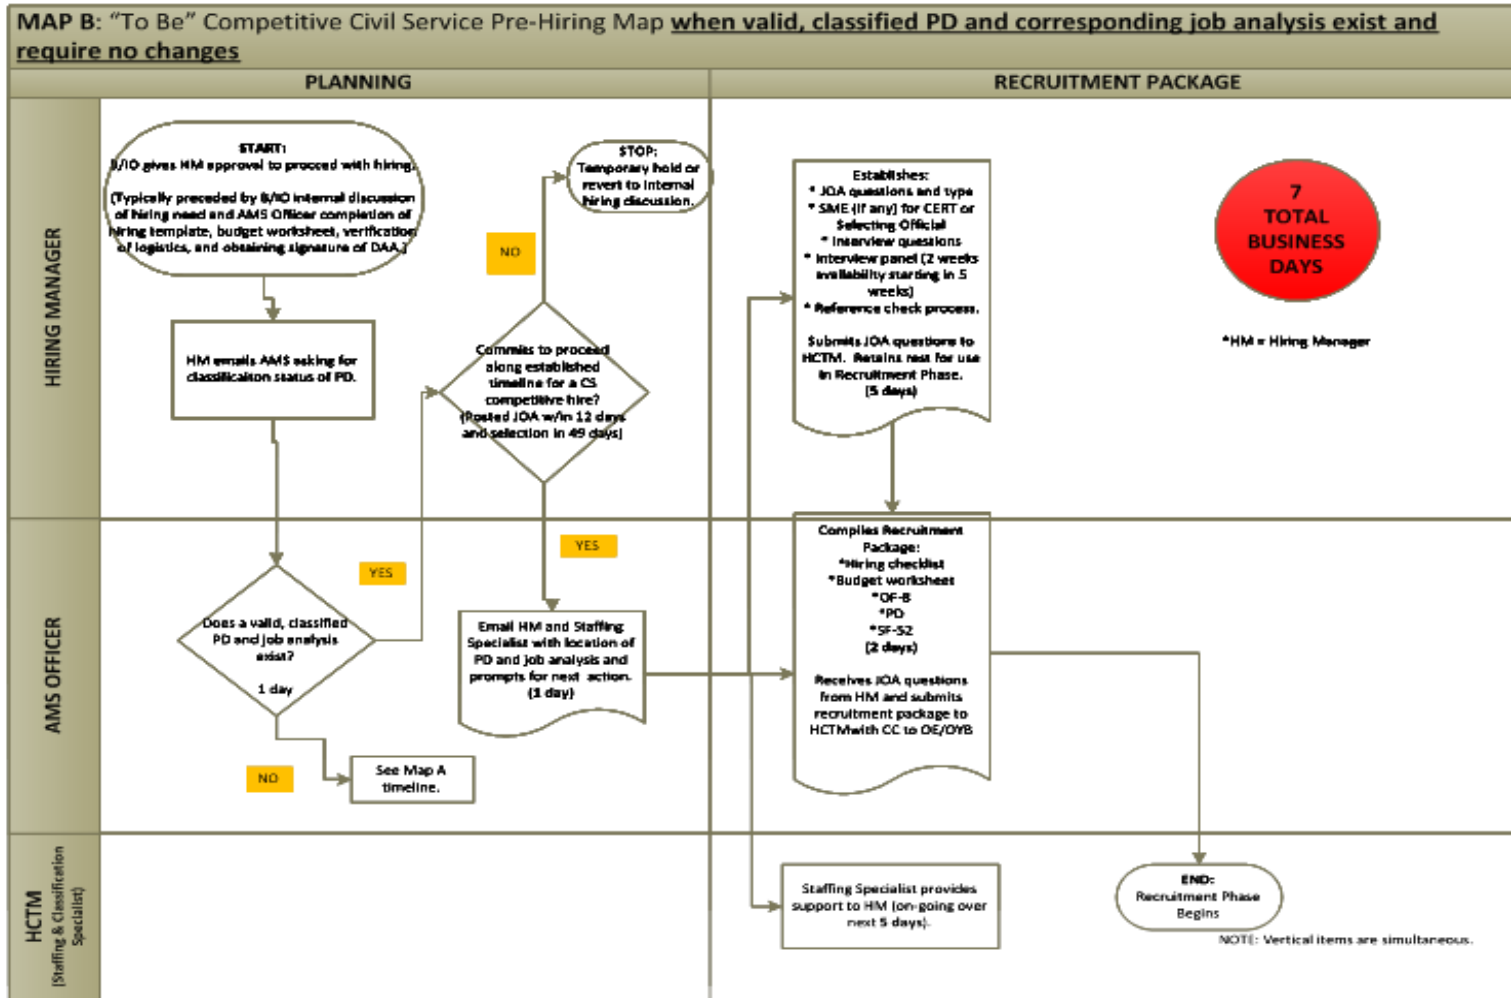 MAP B: “To Be” Competitive Civil Service Pre-Hiring Map when valid, classified PD and corresponding job analysis exist and
require no changes
PLANNING
RECRUITMENT PACKAGE
HIRING MANAGER
START:
B/IO gives HM approval to procced with hiring.
(Typically preceded by B/IO internal discussion
of hiring need and AMS Officer completion of
hiring template, budget worksheet, verification
of logistics, and obtaining signature of DAA.)
HM emails AMS asking for
classificaiton status of PD.
STOP:
Temporary hold or
revert to internal
hiring discussion.
NO
Commits to proceed
along established
timeline for a CS
competitive hire?
(Posted JOA w/in 12 days
and selection in 49 days)
Establishes:
* JOA questions and type
* SME (if any) for CERT or
Selecting Official
* Interview questions
* Interview panel (2 weeks
availability starting in 5
weeks)
* Reference check process.
Submits JOA questions to
HCTM. Retains rest for use
in Recruitment Phase.
(5 days)
7
TOTAL
BUSINESS
DAYS
*HM = Hiring Manager
AMS OFFICER
Does a valid, classified
PD and job analysis
exist?
1 day
YES
NO
See Map A
timeline.
YES
Email HM and Staffing
Specialist with location of
PD and job analysis and
prompts for next action.
(1 day)
Compiles Recruitment
Package:
*Hiring checklist
*Budget worksheet
*OF-8
*PD
*SF-52
(2 days)
Receives JOA questions
from HM and submits
recruitment package to
HCTMwith CC to OE/OYB
HCTM
(Staffing & Classification
Specialist)
Staffing Specialist provides
support to HM (on-going over
next 5 days).
END:
Recruitment Phase
Begins
NOTE: Vertical items are simultaneous.